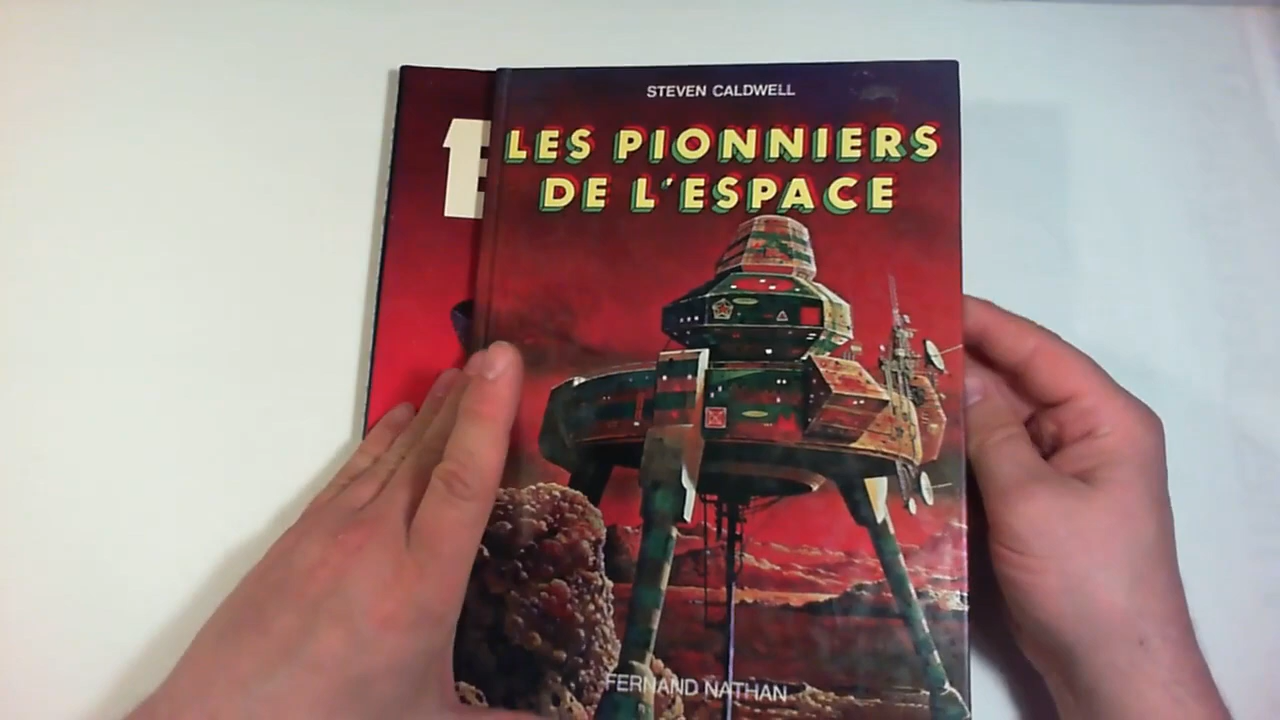 STEVEN CALDWELL
LES PIONNIERS
DE L'ESPACE
FERNAND NATHAN